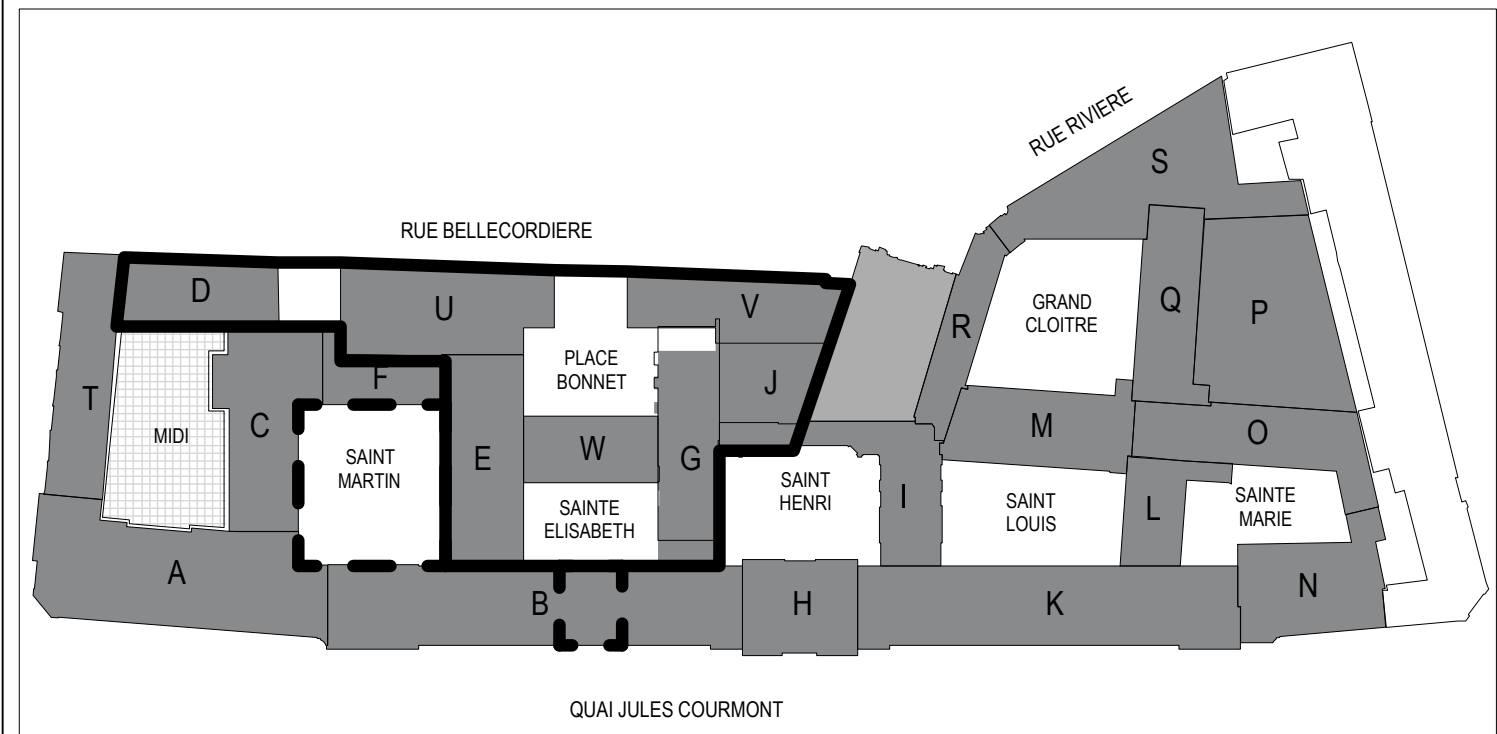 RUE RIVIERE
S
RUE BELLECORDIERE
D
U
V
GRAND
CLOITRE
Q
P
R
PLACE
BONNET
F
J
T
MIDI
C
M
O
SAINT
MARTIN
E
W
G
SAINT
HENRI
I
SAINT
LOUIS
L
SAINTE
MARIE
SAINTE
ELISABETH
A
B
H
K
N
QUAI JULES COURMONT